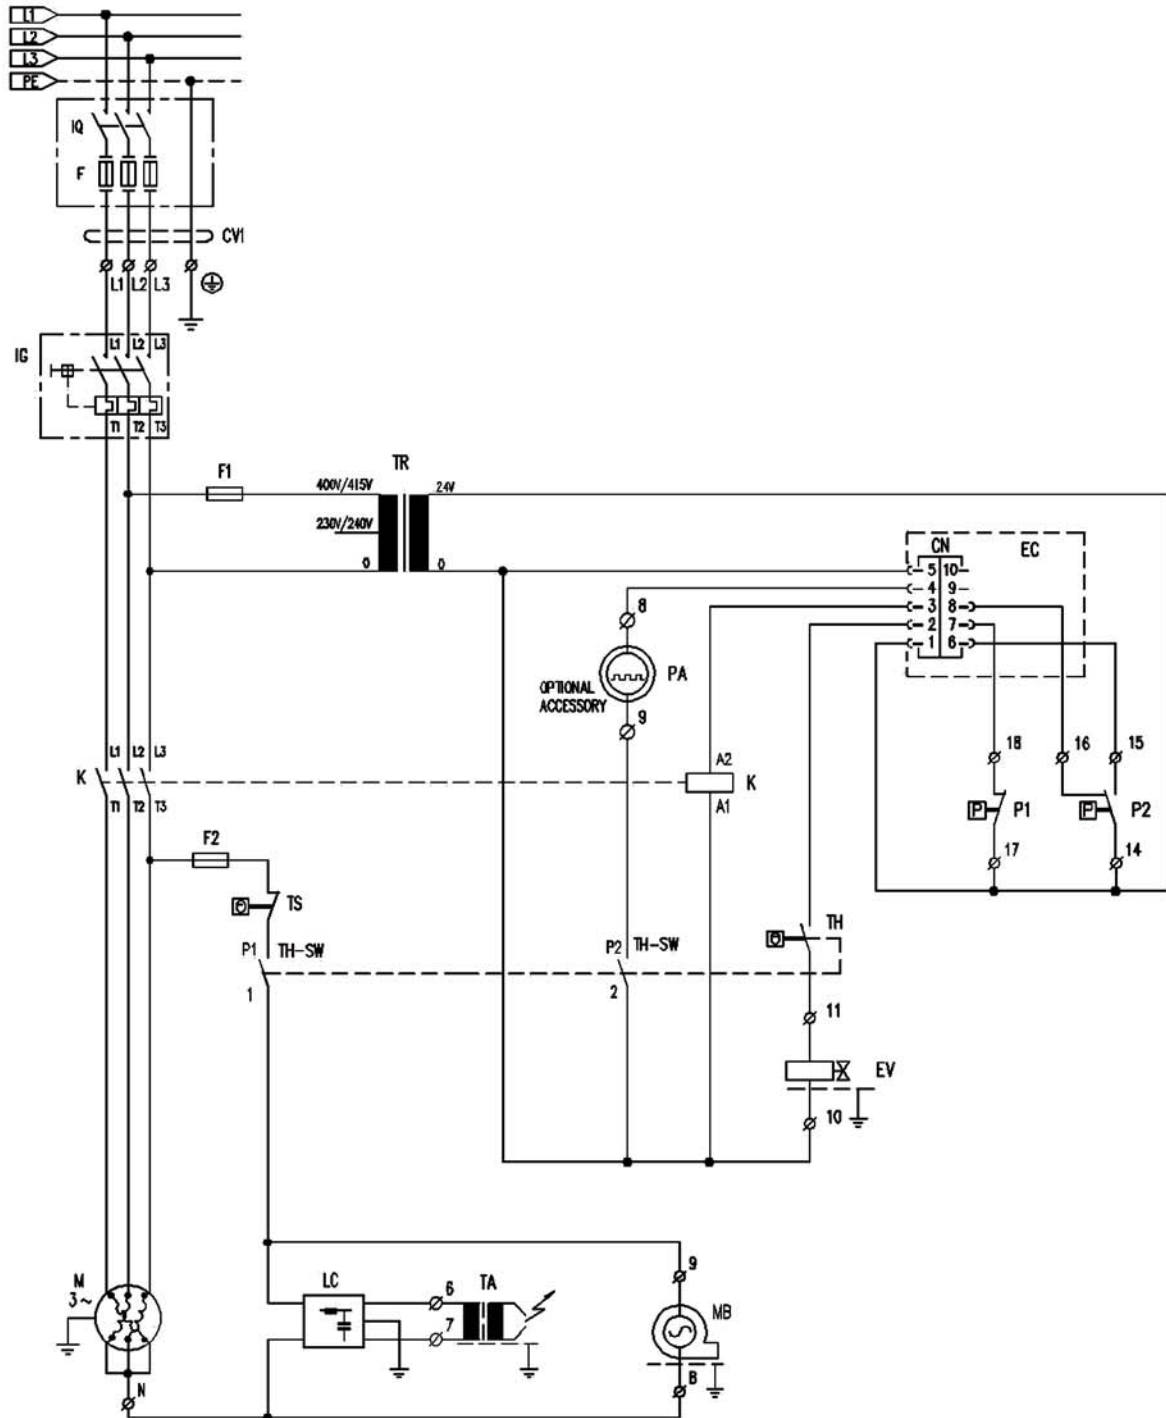 L1
L2
L3
PE
IQ
F
CV1
L1 L2 L3
IG
L1 L2 L3
T1 T2 T3
F1
400V/415V
TR
24V
230V/240V
0
0
CN
EC
5 10
4 9
3 8
2 7
1 6
8
PA
OPTIONAL
ACCESSORY
9
L1 L2 L3
K
T1 T2 T3
A2
K
A1
18
16
15
P
P1
P
P2
17
14
F2
TS
P1 TH-SW
1
P2 TH-SW
2
TH
11
EV
10
M
3~
N
LC
6
7
TA
9
MB
B